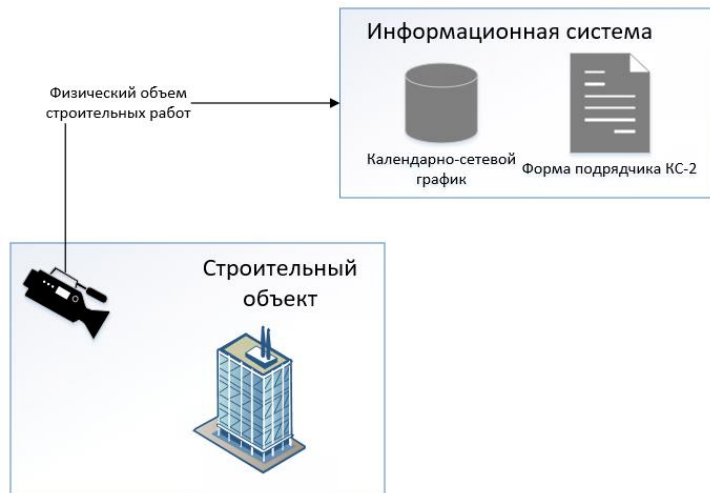 Информационная система
Физический объем
строительных работ
Календарно-сетевой
график
Форма подрядчика КС-2
Строительный
объект